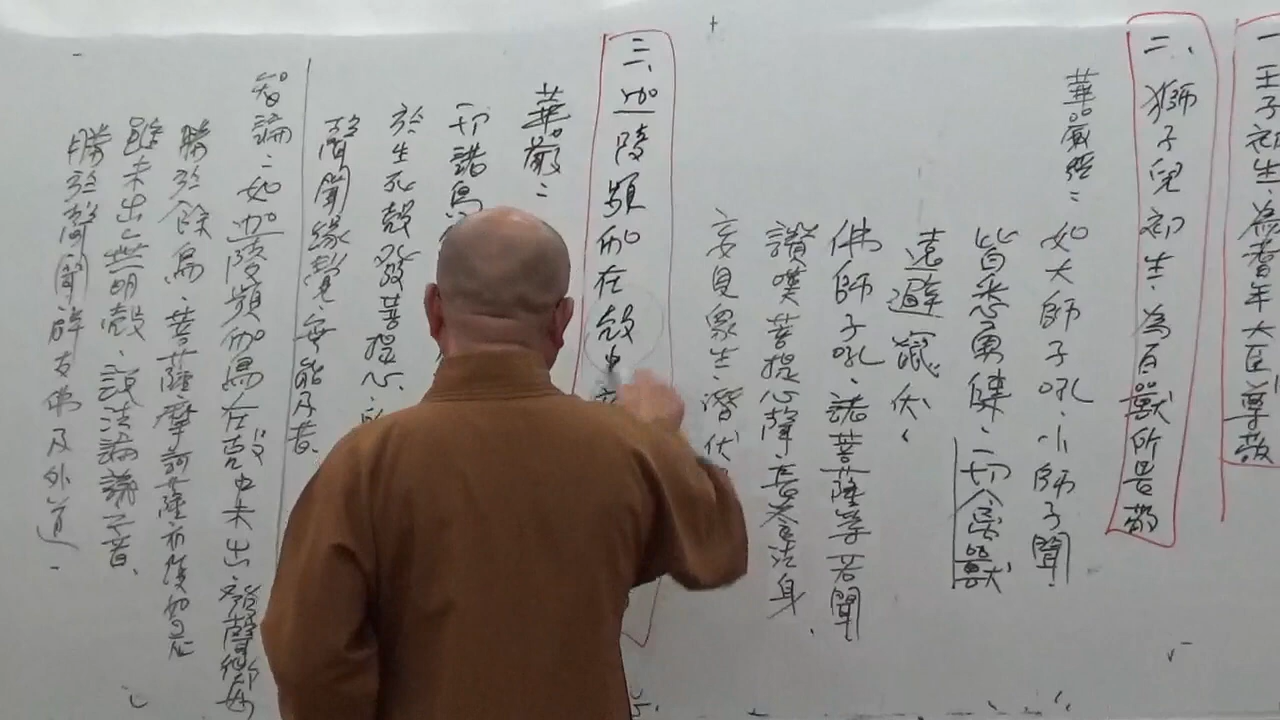 一、王子初生、為耆年大臣尊敬
二、獅子兒初生、為百獸所畏
華嚴經：如大師子吼、小師子聞、
皆悉勇健、一切禽獸
遠避竄伏、
佛師子吼、諸菩薩等若聞
讚嘆菩提心聲、長養法身、
妄見眾生、潛伏
三、迦陵頻伽在殼中
華嚴：
一切諸鳥
於生死殼發菩提心、所
聲聞緣覺、無能及者
智論：如迦陵頻伽鳥在殼中未出、發聲微妙
勝於餘鳥、菩薩摩訶薩亦復如是
雖未出無明殼、說法論議之音、
勝於聲聞辟支佛及外道、